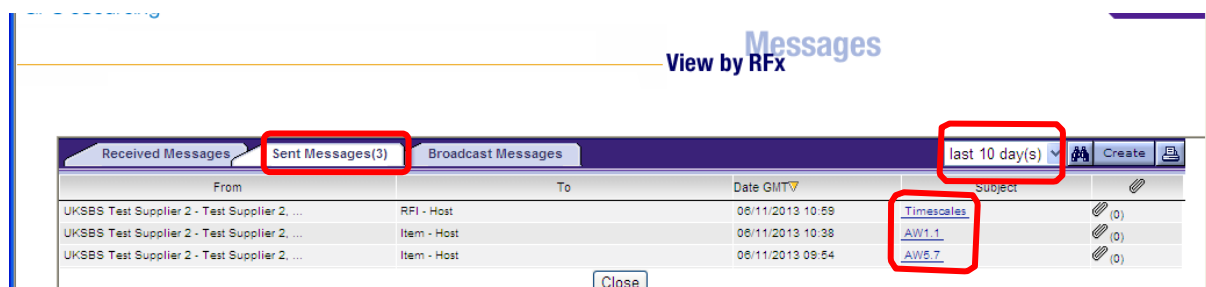 Messages
View by RFx
Received Messages Sent Messages(3) Broadcast Messages last 10 day(s) Create
From To Date GMT Subject
UKSBS Test Supplier 2 - Test Supplier 2, ... RFI - Host 06/11/2013 10:59 Timescales (0)
UKSBS Test Supplier 2 - Test Supplier 2, ... Item - Host 06/11/2013 10:38 AW1.1 (0)
UKSBS Test Supplier 2 - Test Supplier 2, ... Item - Host 06/11/2013 09:54 AW5.7 (0)
Close